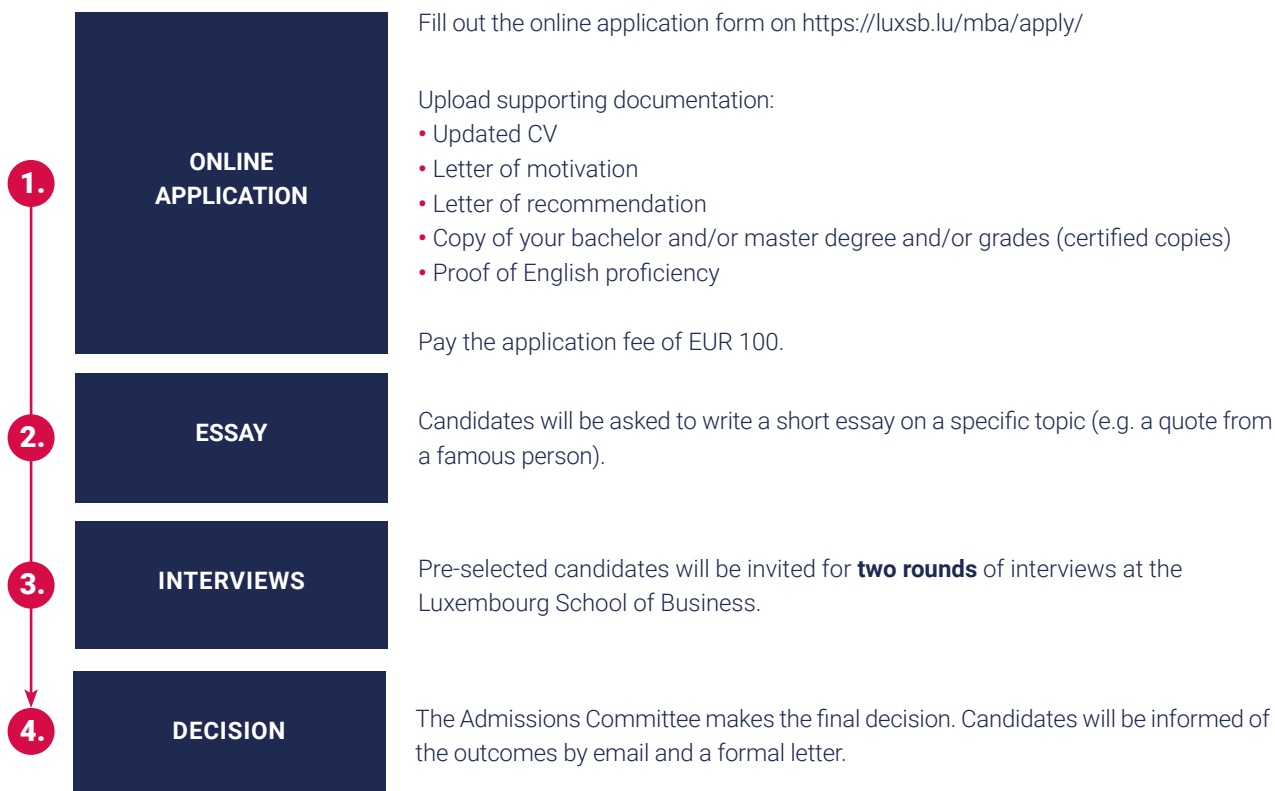 Fill out the online application form on https://luxsb.lu/mba/apply/
Upload supporting documentation:
• Updated CV
• Letter of motivation
• Letter of recommendation
• Copy of your bachelor and/or master degree and/or grades (certified copies)
• Proof of English proficiency
Pay the application fee of EUR 100.
1.
ONLINE
APPLICATION
2.
ESSAY
Candidates will be asked to write a short essay on a specific topic (e.g. a quote from
a famous person).
3.
INTERVIEWS
Pre-selected candidates will be invited for two rounds of interviews at the
Luxembourg School of Business.
4.
DECISION
The Admissions Committee makes the final decision. Candidates will be informed of
the outcomes by email and a formal letter.